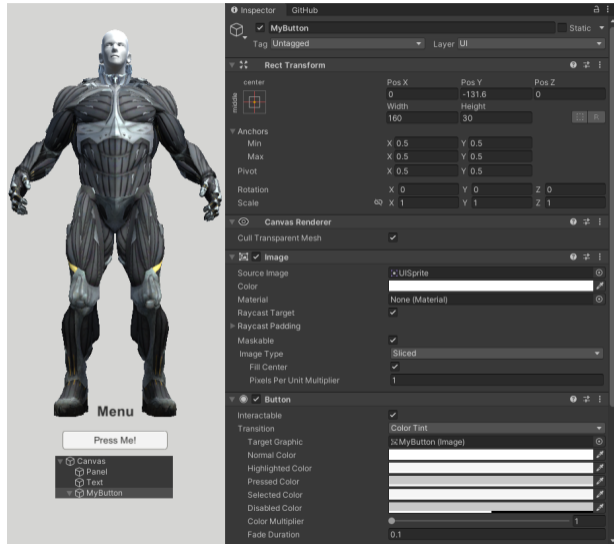 Menu
Press Me!
Canvas
Panel
Text
MyButton
Inspector GitHub
MyButton Static
Tag Untagged Layer UI
Rect Transform
center Pos X Pos Y Pos Z
middle 0 -131.6 0
Width Height
160 30
R
Anchors
Min X 0.5 Y 0.5
Max X 0.5 Y 0.5
Pivot X 0.5 Y 0.5
Rotation X 0 Y 0 Z 0
Scale X 1 Y 1 Z 1
Canvas Renderer
Cull Transparent Mesh
Image
Source Image UISprite
Color
Material None (Material)
Raycast Target
Raycast Padding
Maskable
Image Type Sliced
Fill Center
Pixels Per Unit Multiplier 1
Button
Interactable
Transition Color Tint
Target Graphic MyButton (Image)
Normal Color
Highlighted Color
Pressed Color
Selected Color
Disabled Color
Color Multiplier 1
Fade Duration 0.1